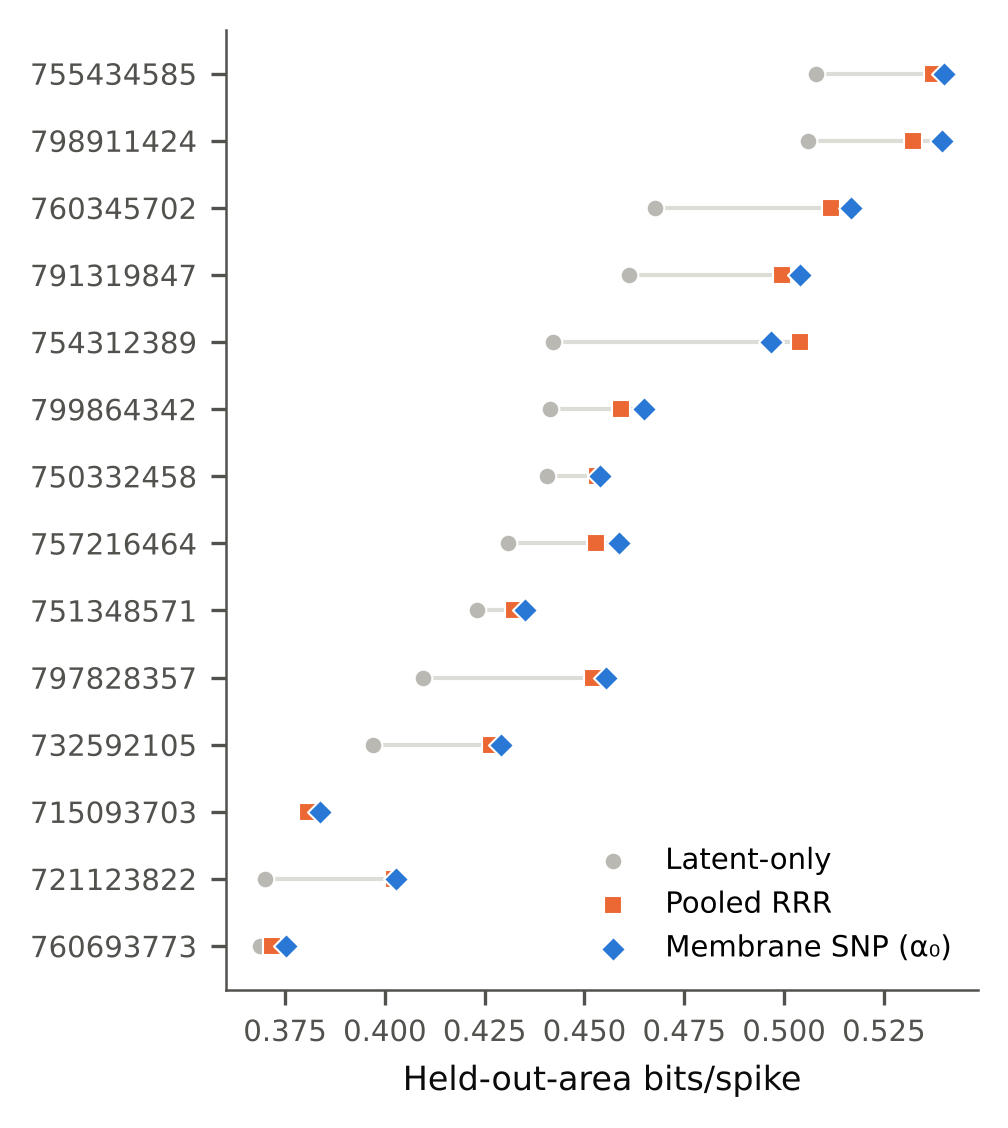 755434585
798911424
760345702
791319847
754312389
799864342
750332458
757216464
751348571
797828357
732592105
715093703
721123822
760693773
Latent-only
Pooled RRR
Membrane SNP (α₀)
0.375 0.400 0.425 0.450 0.475 0.500 0.525
Held-out-area bits/spike